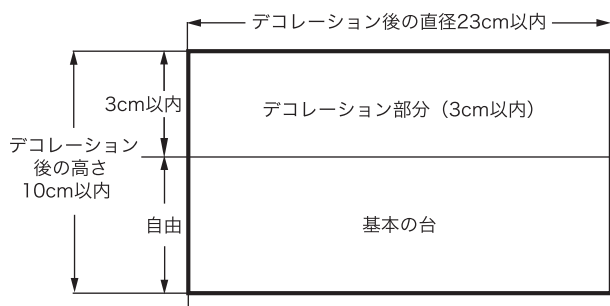 デコレーション後の直径23cm以内
3cm以内
デコレーション部分（3cm以内）
デコレーション
後の高さ
10cm以内
自由
基本の台